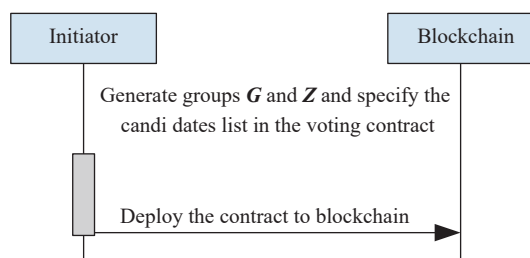 Initiator
Blockchain
Generate groups G and Z and specify the
candi dates list in the voting contract
Deploy the contract to blockchain